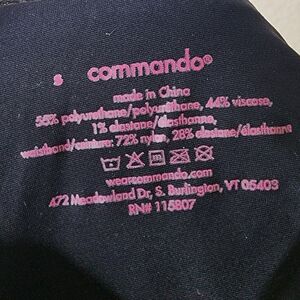 s commando®
made in China
55% polyurethane/polyuréthane, 44% viscose,
1% elastane/élasthanne,
waistband/ceinture: 72% nylon, 28% elastane/élasthanne
wearcommando.com
472 Meadowland Dr, S. Burlington, VT 05403
RN# 115807